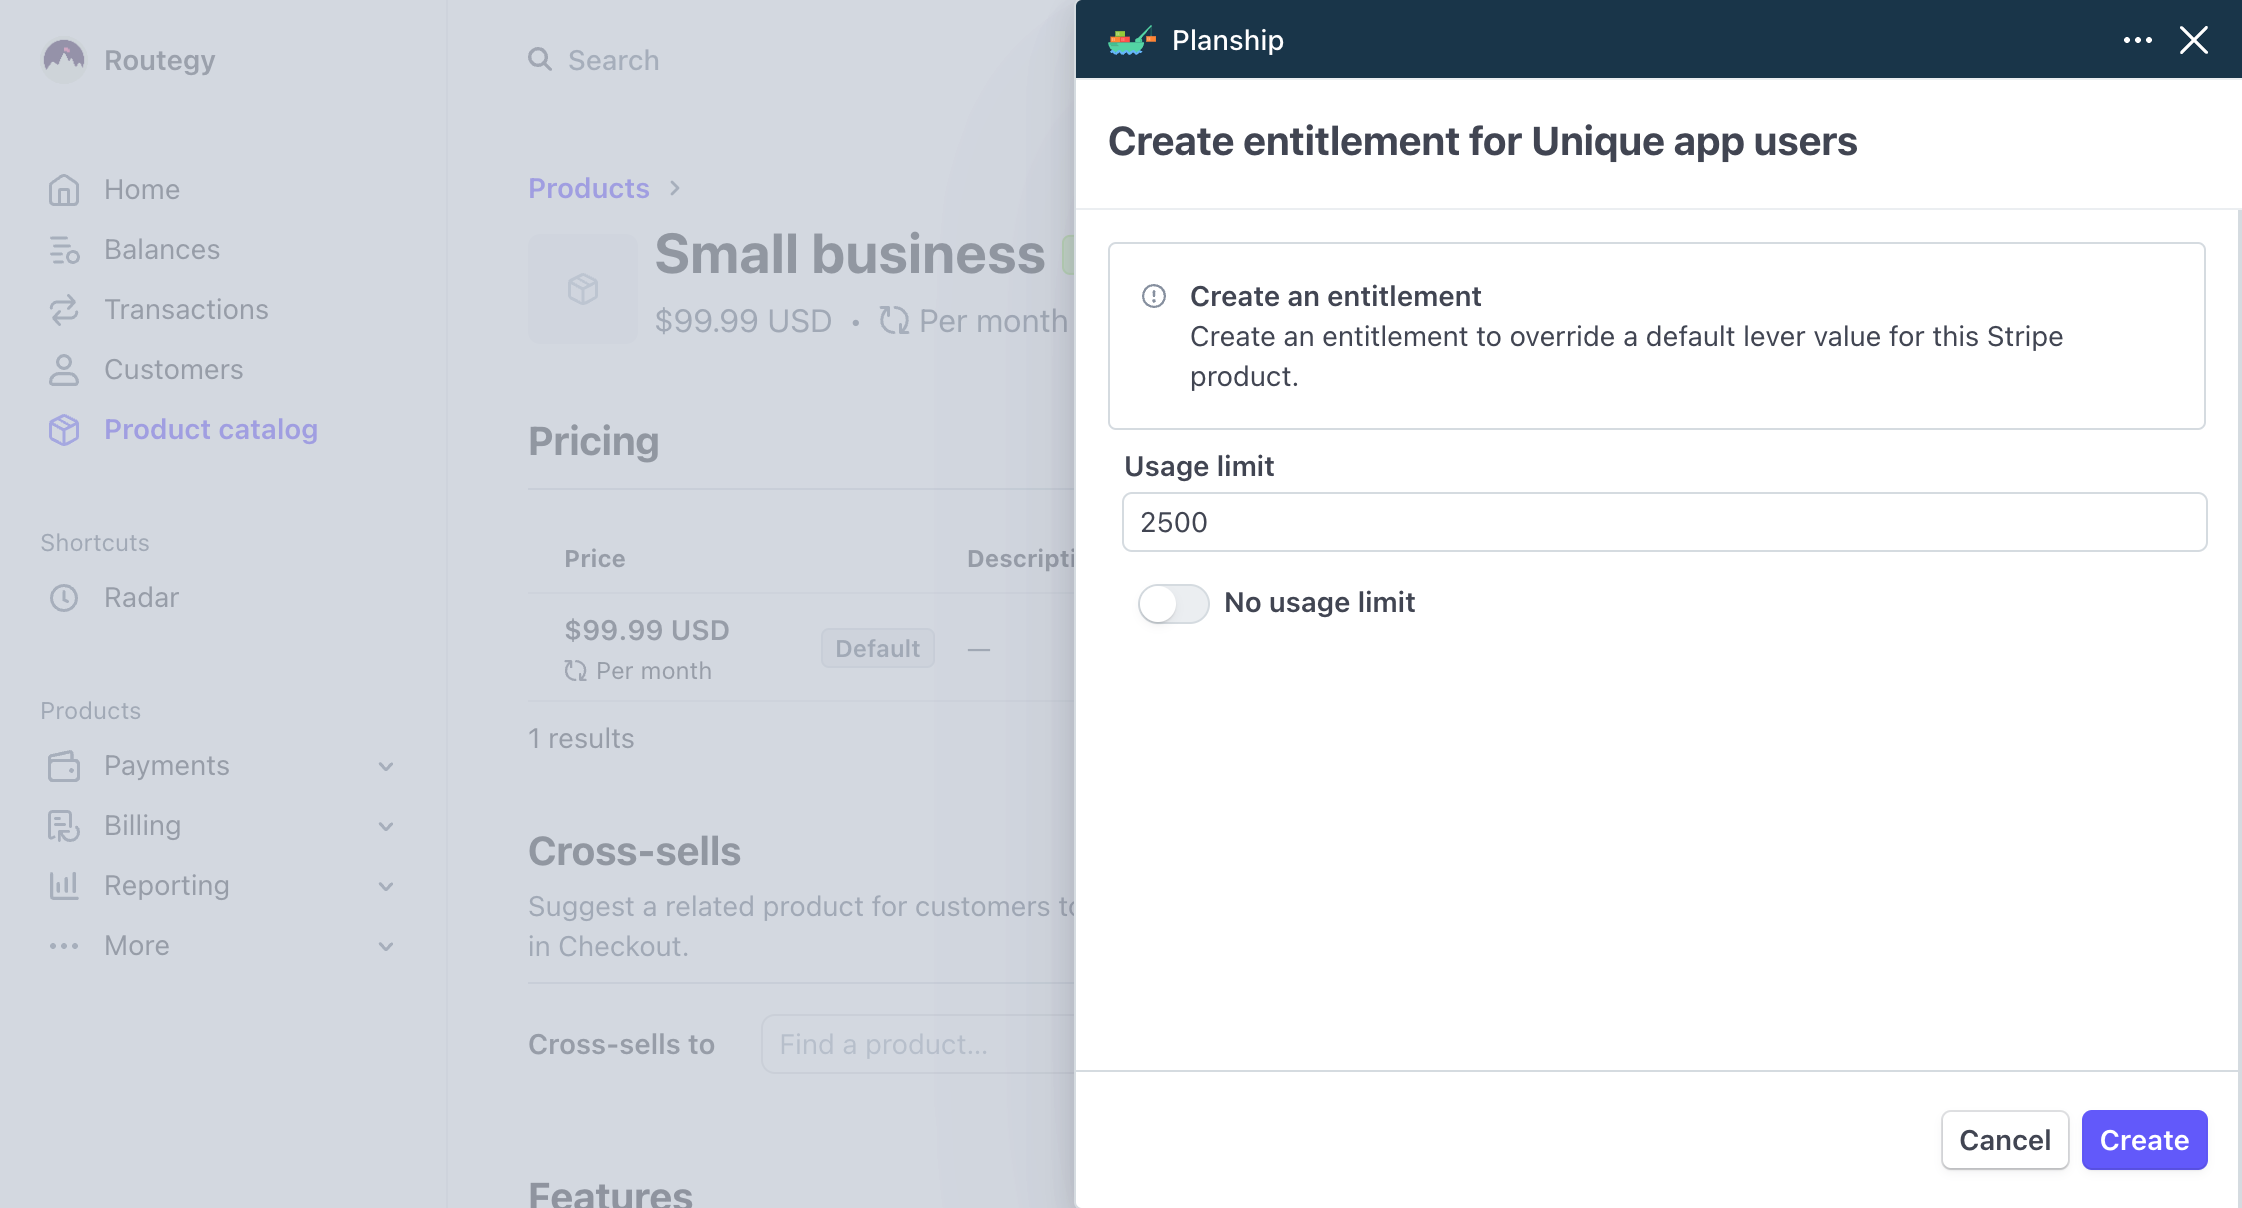 Routegy
Home
Balances
Transactions
Customers
Product catalog
Shortcuts
Radar
Products
Payments
Billing
Reporting
More
Search
Products
Small business
$99.99 USD • Per month
Pricing
Price
$99.99 USD
Per month
Default
—
1 results
Cross-sells
Suggest a related product for customers
in Checkout.
Cross-sells to
Find a product...
Features
Planship
Create entitlement for Unique app users
Create an entitlement
Create an entitlement to override a default lever value for this Stripe
product.
Usage limit
2500
No usage limit
Cancel
Create